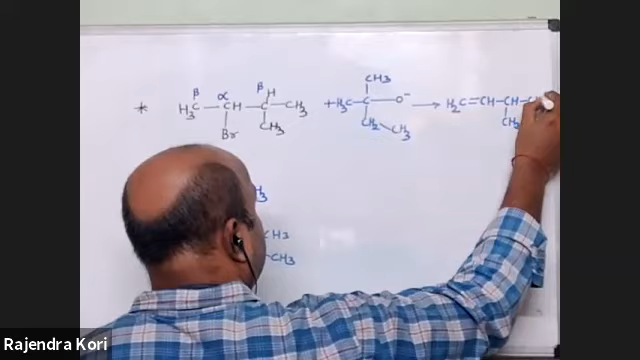 β α β H CH3
* H3C — CH — C — CH3 + H3C — C — O⁻ → H2C = CH — CH — C
Br CH3 CH2 — CH3 CH3
CH3
CH3
Rajendra Kori